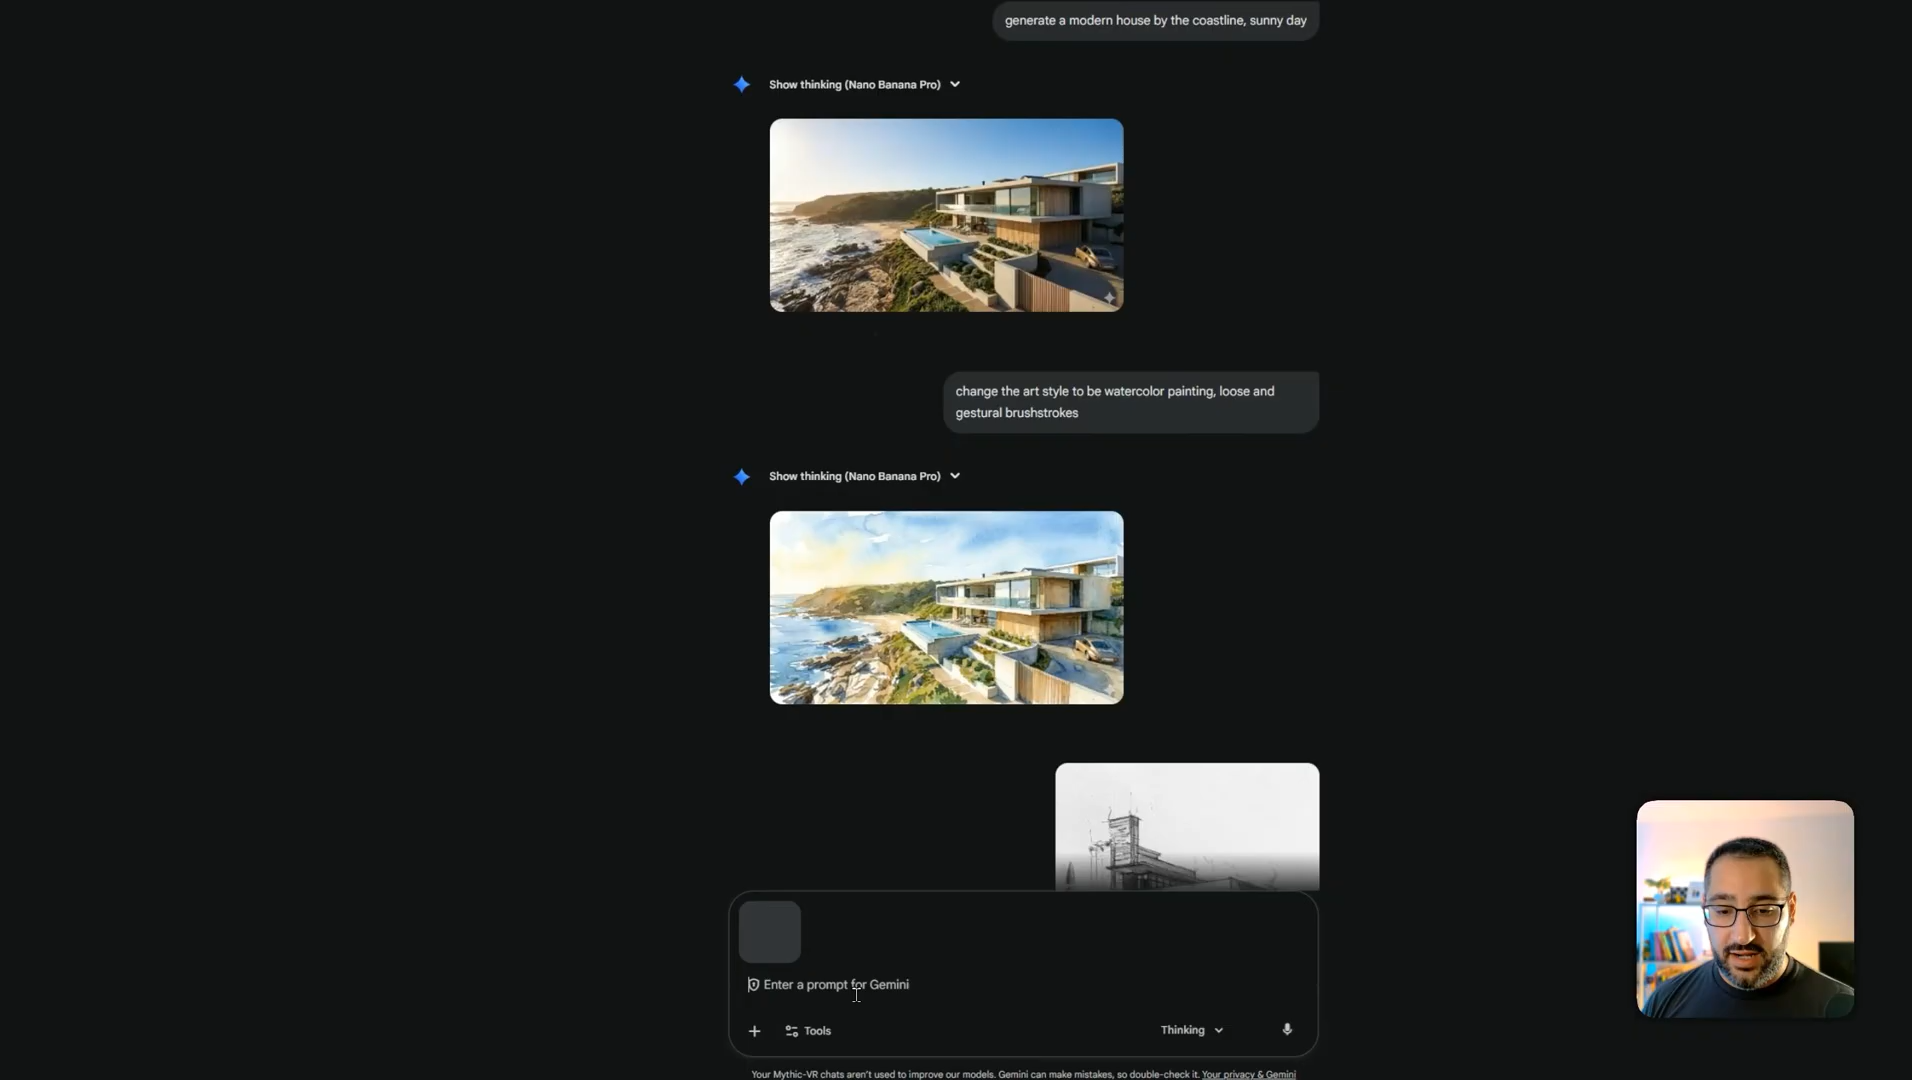 generate a modern house by the coastline, sunny day
Show thinking (Nano Banana Pro)
change the art style to be watercolor painting, loose and
gestural brushstrokes
Show thinking (Nano Banana Pro)
Enter a prompt for Gemini
Tools
Thinking
Your Mythic-VR chats aren't used to improve our models. Gemini can make mistakes, so double-check it. Your privacy & Gemini